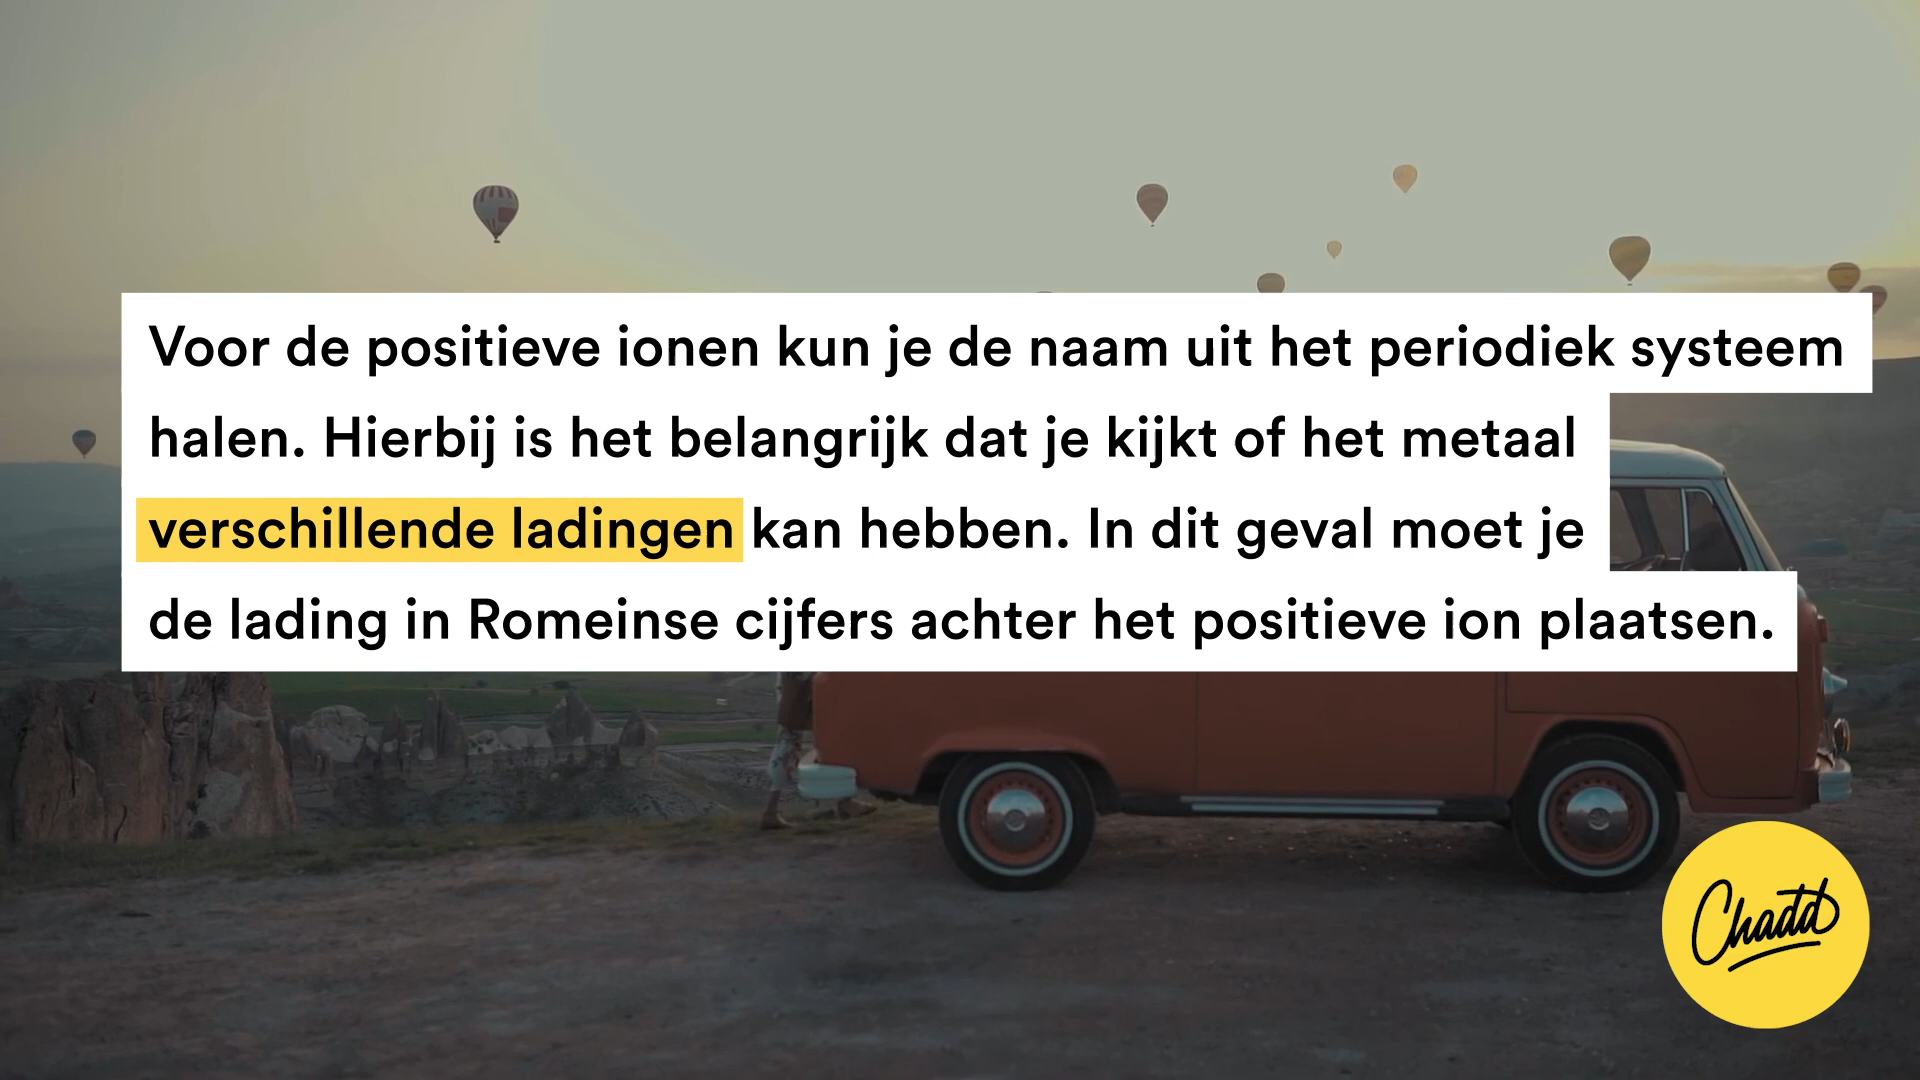 Voor de positieve ionen kun je de naam uit het periodiek systeem
halen. Hierbij is het belangrijk dat je kijkt of het metaal
verschillende ladingen kan hebben. In dit geval moet je
de lading in Romeinse cijfers achter het positieve ion plaatsen.
Chadd